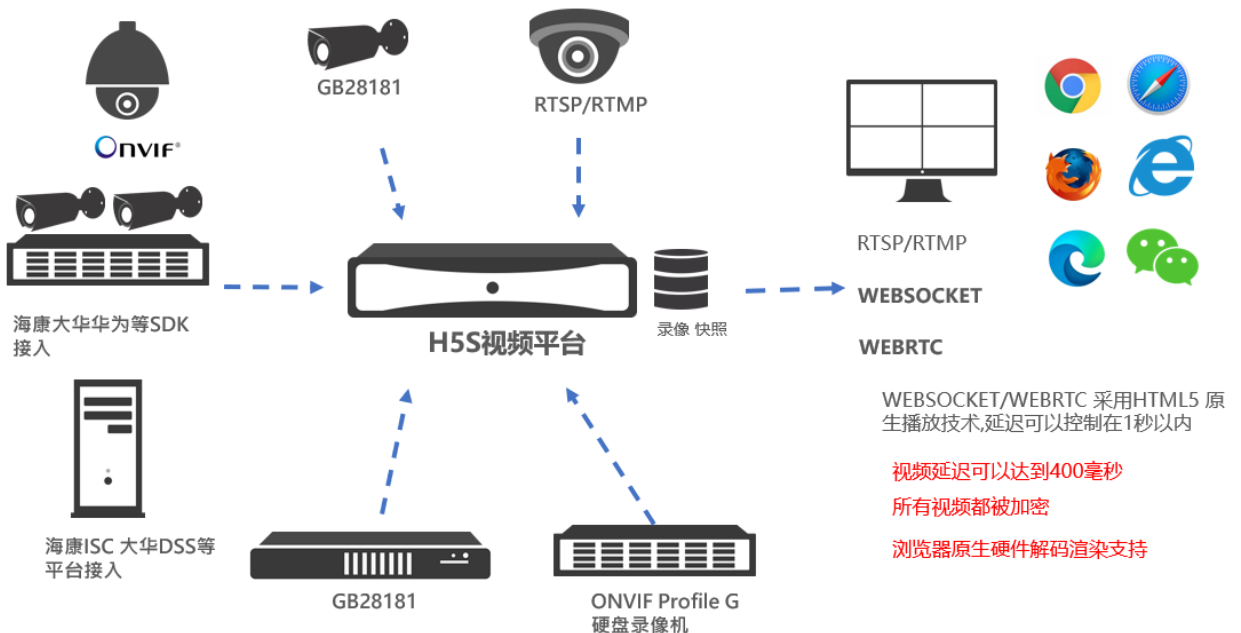 GB28181
RTSP/RTMP
Onvif®
海康大华华为等SDK
接入
H5S视频平台
录像 快照
RTSP/RTMP
WEBSOCKET
WEBRTC
WEBSOCKET/WEBRTC 采用HTML5 原
生播放技术,延迟可以控制在1秒以内
视频延迟可以达到400毫秒
所有视频都被加密
浏览器原生硬件解码渲染支持
海康ISC 大华DSS等
平台接入
GB28181
ONVIF Profile G
硬盘录像机